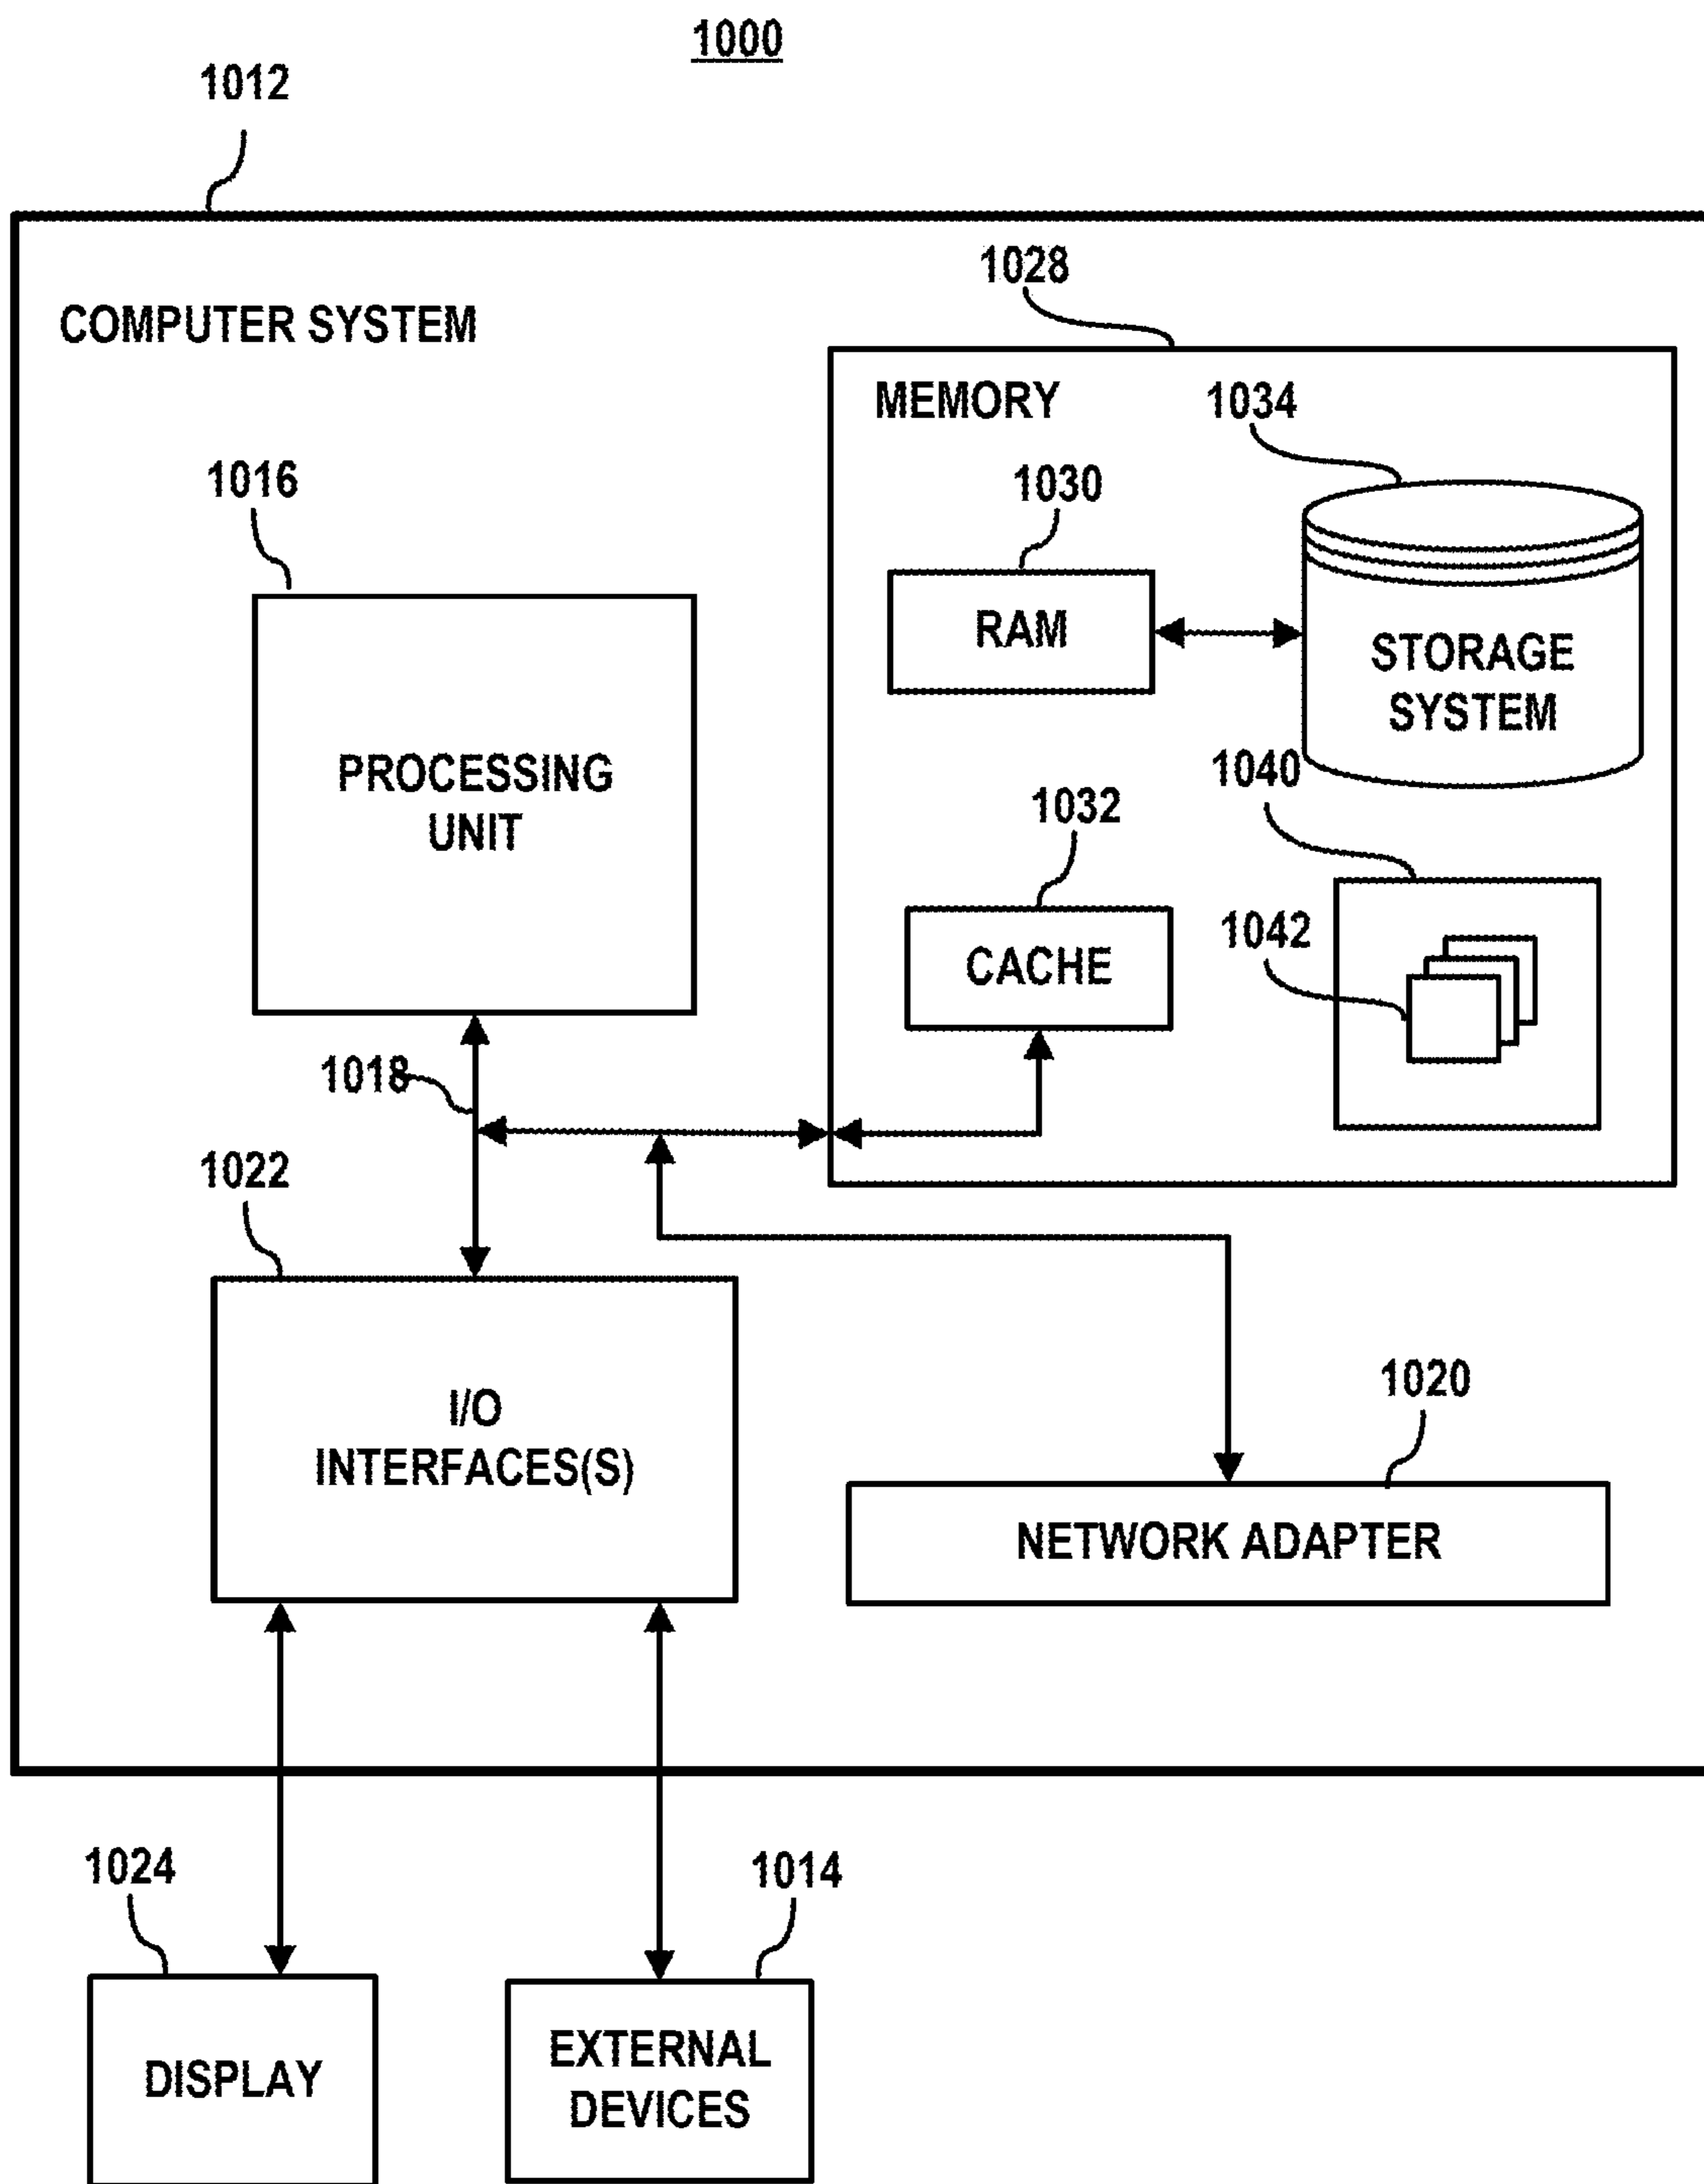 1000
1012
1028
COMPUTER SYSTEM
MEMORY
1034
1016
1030
RAM
STORAGE
SYSTEM
PROCESSING
UNIT
1040
1032
1042
CACHE
1018
1022
I/O
INTERFACES(S)
1020
NETWORK ADAPTER
1024
1014
DISPLAY
EXTERNAL
DEVICES